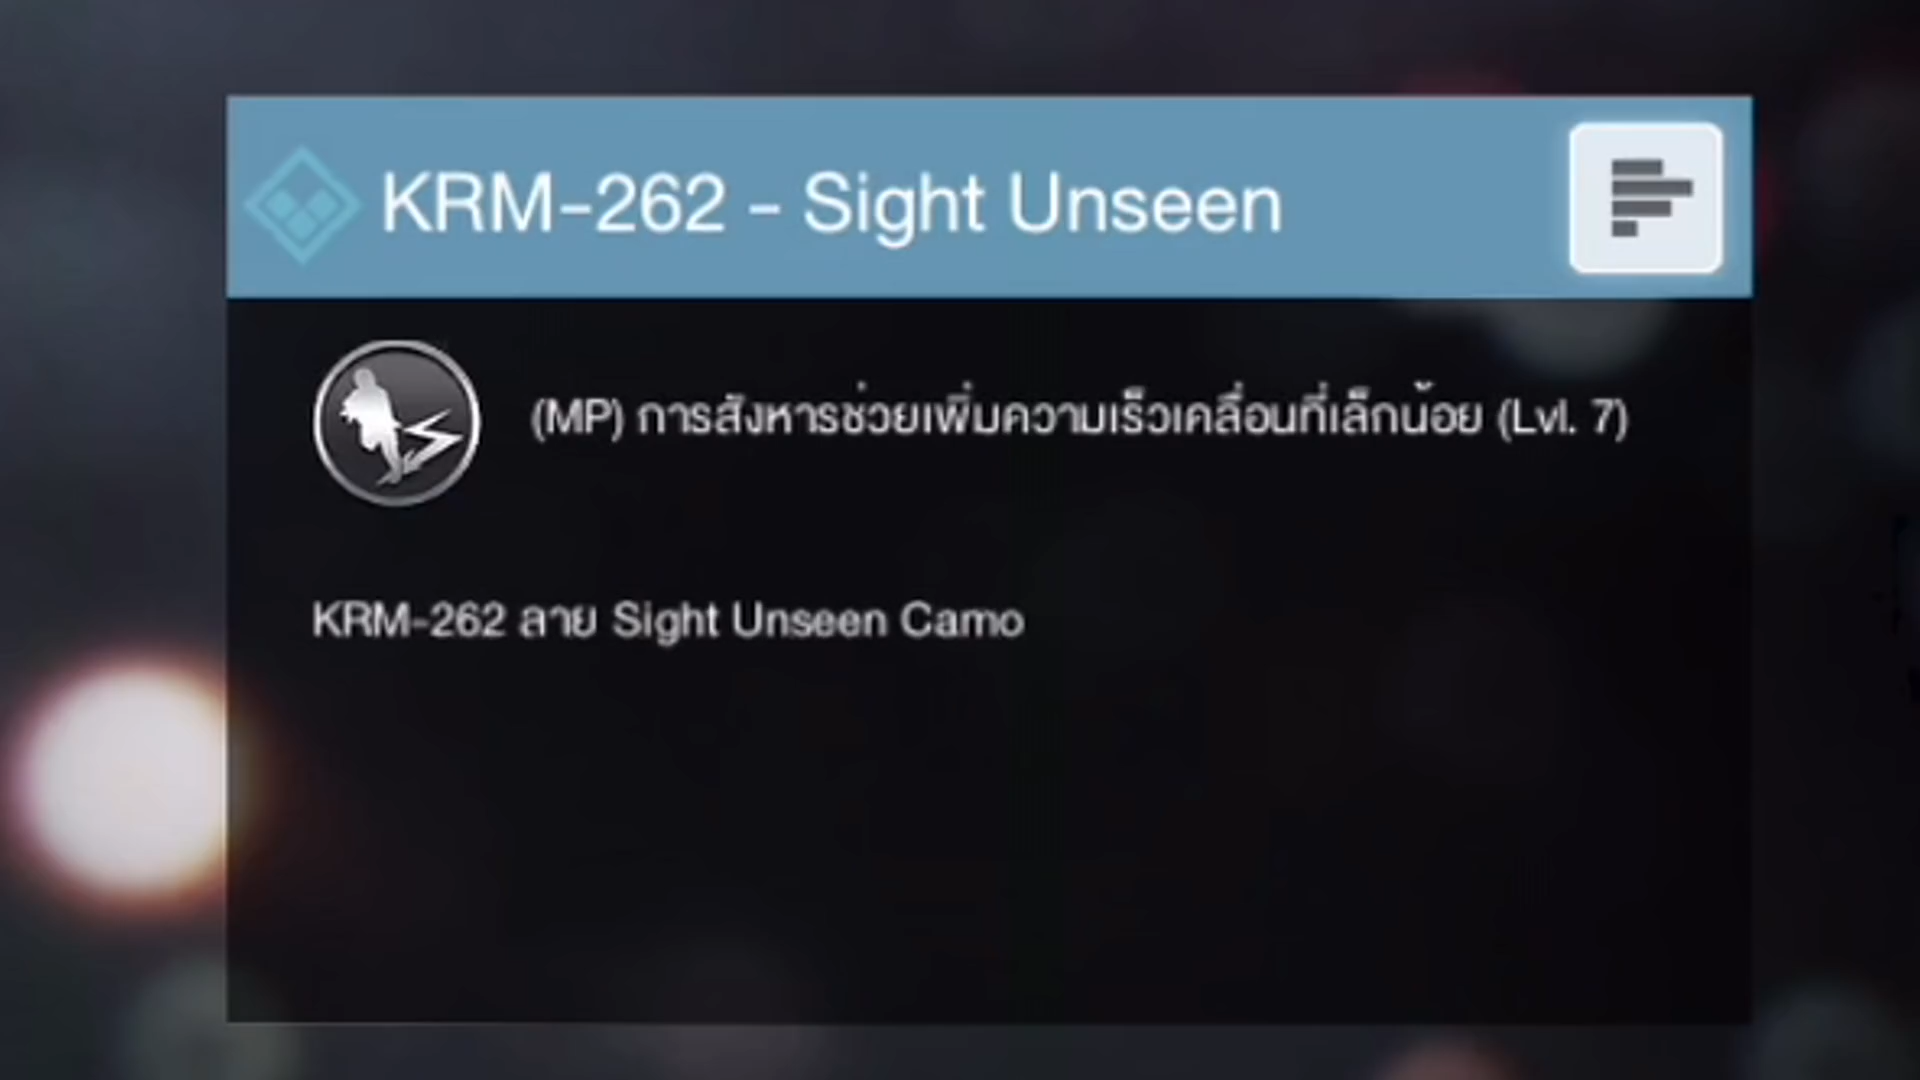 KRM-262 - Sight Unseen
(MP) การสังหารช่วยเพิ่มความเร็วเคลื่อนที่เล็กน้อย (Lvl. 7)
KRM-262 ลาย Sight Unseen Camo